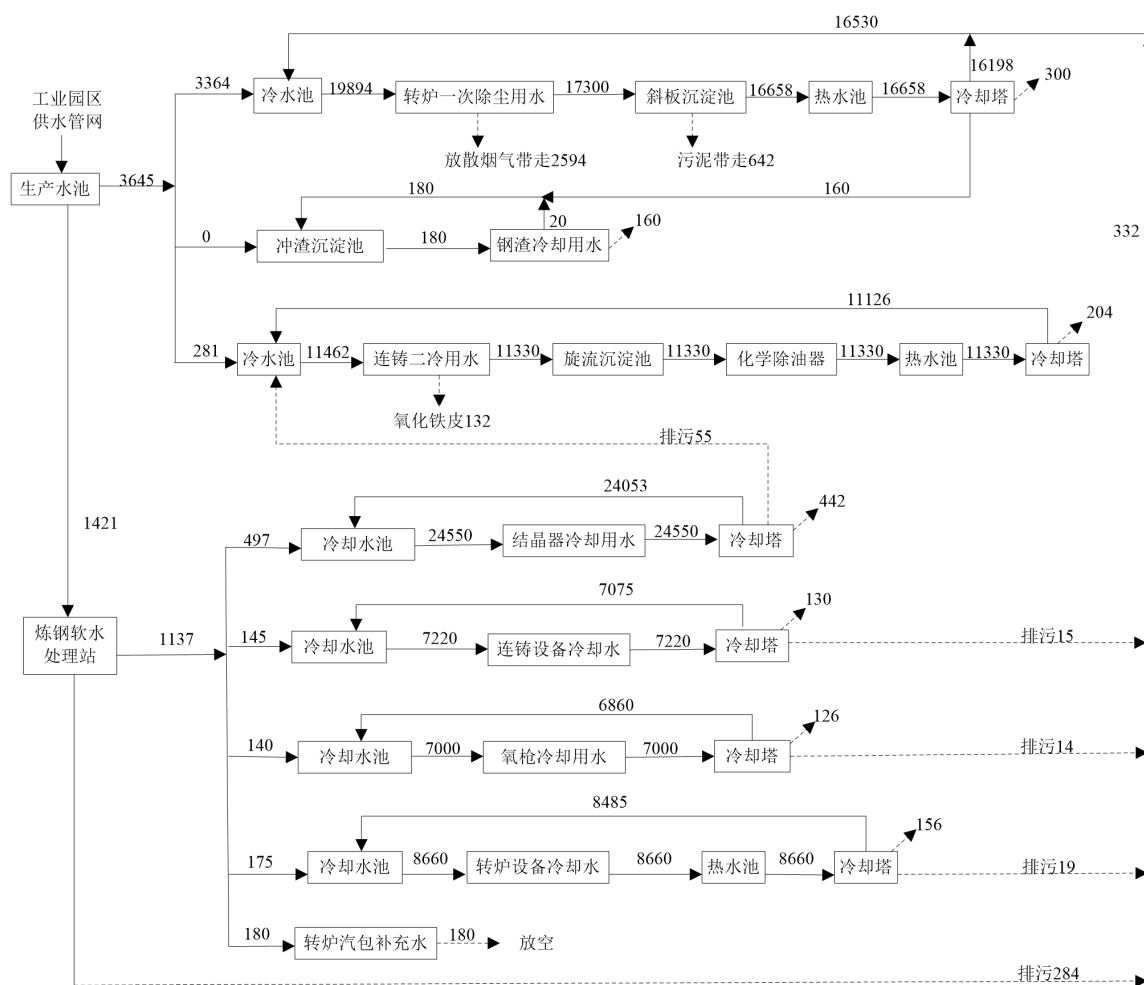 16530
16198
工业园区
供水管网
3364
冷水池
19894
转炉一次除尘用水
17300
斜板沉淀池
16658
热水池
16658
冷却塔
300
放散烟气带走2594
污泥带走642
生产水池
3645
180
160
0
冲渣沉淀池
180
钢渣冷却用水
20
160
332
11126
281
冷水池
11462
连铸二冷用水
11330
旋流沉淀池
11330
化学除油器
11330
热水池
11330
冷却塔
204
氧化铁皮132
排污55
1421
24053
497
冷却水池
24550
结晶器冷却用水
24550
冷却塔
442
7075
炼钢软水
处理站
1137
145
冷却水池
7220
连铸设备冷却水
7220
冷却塔
130
排污15
6860
140
冷却水池
7000
氧枪冷却用水
7000
冷却塔
126
排污14
8485
175
冷却水池
8660
转炉设备冷却水
8660
热水池
8660
冷却塔
156
排污19
180
转炉汽包补充水
180
放空
排污284